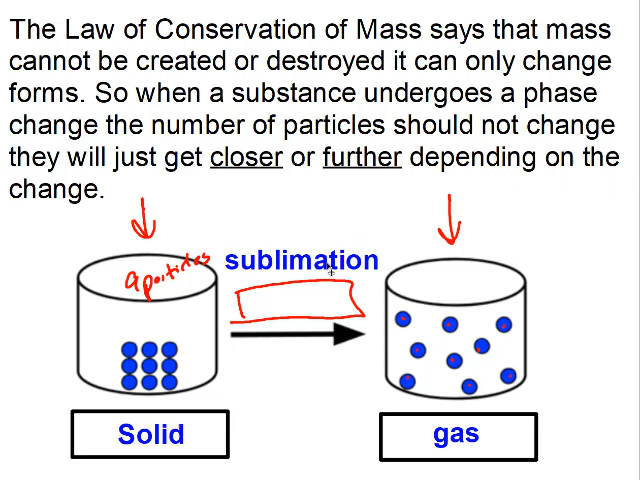 The Law of Conservation of Mass says that mass
cannot be created or destroyed it can only change
forms. So when a substance undergoes a phase
change the number of particles should not change
they will just get closer or further depending on the
change.
9 particles
sublimation
Solid
gas